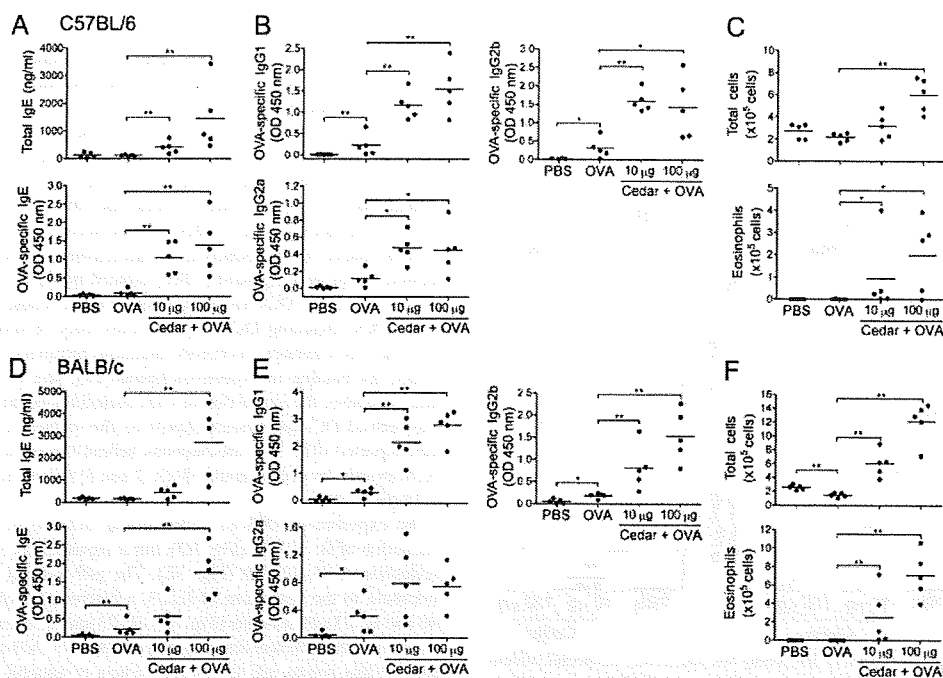 A C57BL/6
Total IgE (ng/ml)
4000
3000
2000
1000
0
**
**
OVA-specific IgE
(OD 450 nm)
3.0
2.5
2.0
1.5
1.0
0.5
0.0
**
**
PBS OVA 10 μg 100 μg
Cedar + OVA
B
OVA-specific IgG1
(OD 450 nm)
2.5
2.0
1.5
1.0
0.5
0.0
**
**
**
OVA-specific IgG2a
(OD 450 nm)
1.0
0.8
0.6
0.4
0.2
0.0
*
*
PBS OVA 10 μg 100 μg
Cedar + OVA
OVA-specific IgG2b
(OD 450 nm)
3.0
2.5
2.0
1.5
1.0
0.5
0.0
*
**
*
PBS OVA 10 μg 100 μg
Cedar + OVA
C
Total cells
(x10⁵ cells)
10
8
6
4
2
0
**
Eosinophils
(x10⁵ cells)
5
4
3
2
1
0
*
*
PBS OVA 10 μg 100 μg
Cedar + OVA
D BALB/c
Total IgE (ng/ml)
5000
4000
3000
2000
1000
0
**
OVA-specific IgE
(OD 450 nm)
3.0
2.5
2.0
1.5
1.0
0.5
0.0
**
**
PBS OVA 10 μg 100 μg
Cedar + OVA
E
OVA-specific IgG1
(OD 450 nm)
4
3
2
1
0
**
**
*
OVA-specific IgG2a
(OD 450 nm)
1.6
1.2
0.8
0.4
0.0
*
PBS OVA 10 μg 100 μg
Cedar + OVA
OVA-specific IgG2b
(OD 450 nm)
2.5
2.0
1.5
1.0
0.5
0.0
**
**
*
PBS OVA 10 μg 100 μg
Cedar + OVA
F
Total cells
(x10⁵ cells)
16
14
12
10
8
6
4
2
0
**
**
**
Eosinophils
(x10⁵ cells)
12
10
8
6
4
2
0
**
**
PBS OVA 10 μg 100 μg
Cedar + OVA